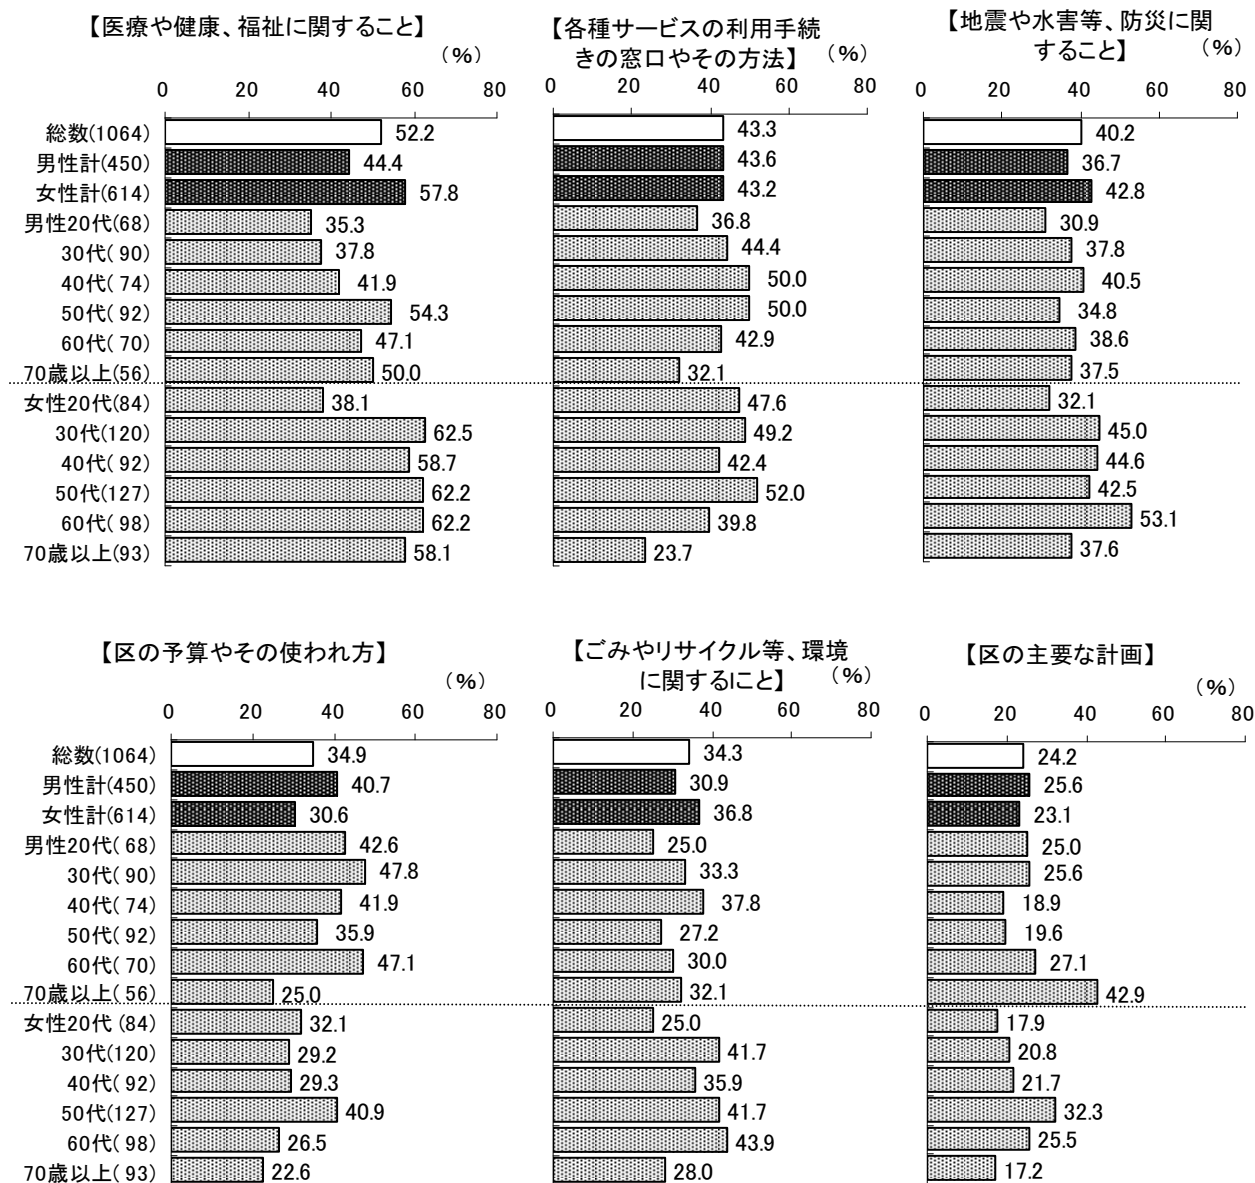 【医療や健康、福祉に関すること】
（％）
0 20 40 60 80
総数(1064) 52.2
男性計(450) 44.4
女性計(614) 57.8
男性20代(68) 35.3
30代( 90) 37.8
40代( 74) 41.9
50代( 92) 54.3
60代( 70) 47.1
70歳以上(56) 50.0
女性20代(84) 38.1
30代(120) 62.5
40代( 92) 58.7
50代(127) 62.2
60代( 98) 62.2
70歳以上(93) 58.1
【各種サービスの利用手続
きの窓口やその方法】 （％）
0 20 40 60 80
43.3
43.6
43.2
36.8
44.4
50.0
50.0
42.9
32.1
47.6
49.2
42.4
52.0
39.8
23.7
【地震や水害等、防災に関
すること】 （％）
0 20 40 60 80
40.2
36.7
42.8
30.9
37.8
40.5
34.8
38.6
37.5
32.1
45.0
44.6
42.5
53.1
37.6
【区の予算やその使われ方】
（％）
0 20 40 60 80
総数(1064) 34.9
男性計(450) 40.7
女性計(614) 30.6
男性20代( 68) 42.6
30代( 90) 47.8
40代( 74) 41.9
50代( 92) 35.9
60代( 70) 47.1
70歳以上( 56) 25.0
女性20代 (84) 32.1
30代(120) 29.2
40代( 92) 29.3
50代(127) 40.9
60代( 98) 26.5
70歳以上( 93) 22.6
【ごみやリサイクル等、環境
に関するにこと】 （％）
0 20 40 60 80
34.3
30.9
36.8
25.0
33.3
37.8
27.2
30.0
32.1
25.0
41.7
35.9
41.7
43.9
28.0
【区の主要な計画】
（％）
0 20 40 60 80
24.2
25.6
23.1
25.0
25.6
18.9
19.6
27.1
42.9
17.9
20.8
21.7
32.3
25.5
17.2